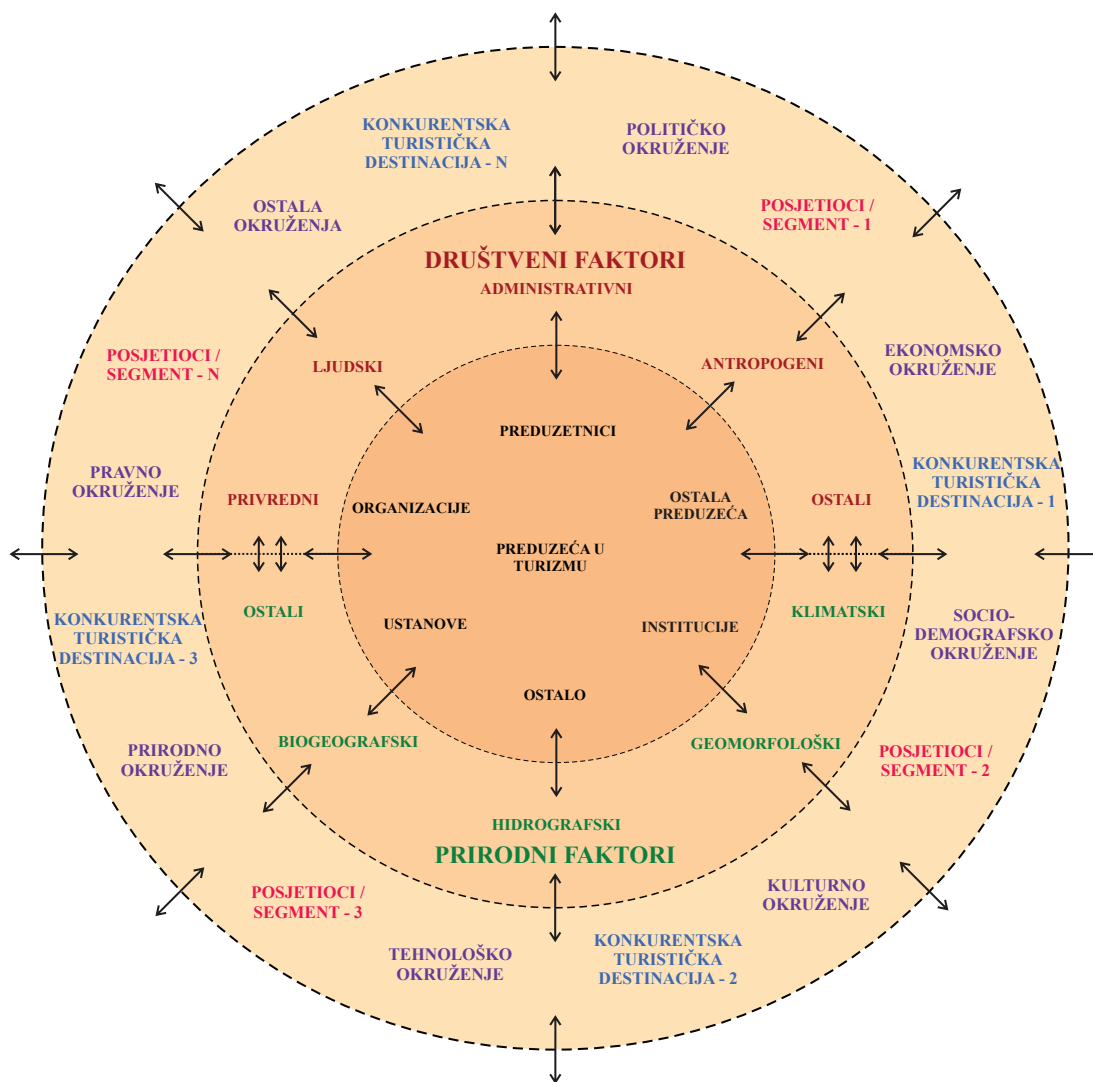 KONKURENTSKA
TURISTIČKA
DESTINACIJA - N
POLITIČKO
OKRUŽENJE
OSTALA
OKRUŽENJA
POSJETIOCI /
SEGMENT - 1
DRUŠTVENI FAKTORI
ADMINISTRATIVNI
POSJETIOCI /
SEGMENT - N
LJUDSKI
ANTROPOGENI
EKONOMSKO
OKRUŽENJE
PREDUZETNICI
PRAVNO
OKRUŽENJE
PRIVREDNI
ORGANIZACIJE
OSTALA
PREDUZEĆA
OSTALI
KONKURENTSKA
TURISTIČKA
DESTINACIJA - 1
PREDUZEĆA U
TURIZMU
KONKURENTSKA
TURISTIČKA
DESTINACIJA - 3
OSTALI
USTANOVE
INSTITUCIJE
KLIMATSKI
SOCIO-
DEMOGRAFSKO
OKRUŽENJE
OSTALO
PRIRODNO
OKRUŽENJE
BIOGEOGRAFSKI
GEOMORFOLOŠKI
POSJETIOCI /
SEGMENT - 2
HIDROGRAFSKI
PRIRODNI FAKTORI
POSJETIOCI /
SEGMENT - 3
KULTURNO
OKRUŽENJE
TEHNOLOŠKO
OKRUŽENJE
KONKURENTSKA
TURISTIČKA
DESTINACIJA - 2